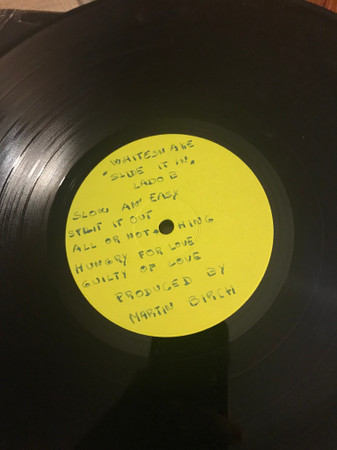 "WHITESNAKE
SLIDE IT IN"
LADO B
SLOW AN' EASY
SPIT IT OUT
ALL OR NOTHING
HUNGRY FOR LOVE
GUILTY OF LOVE
PRODUCED BY
MARTIN BIRCH